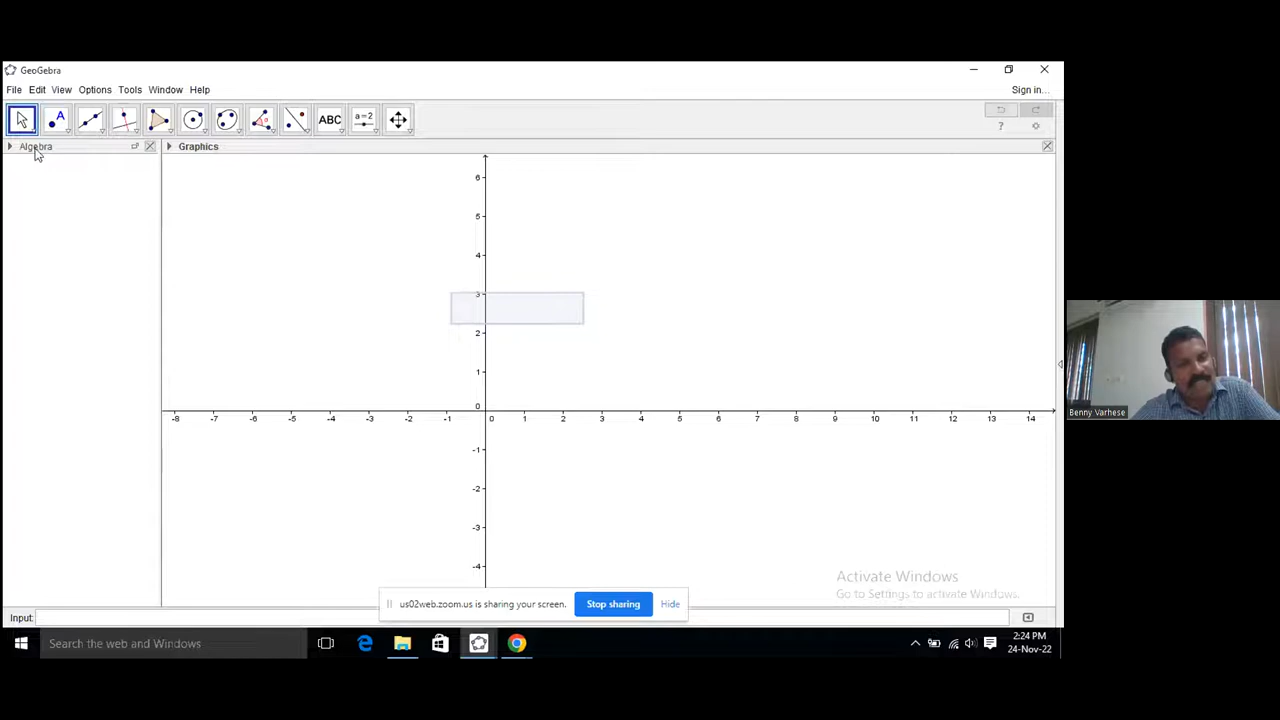 GeoGebra
File Edit View Options Tools Window Help
Sign in...
A
ABC
a=2
?
Algebra
Graphics
6
5
4
3
2
1
0
-8 -7 -6 -5 -4 -3 -2 -1 0 1 2 3 4 5 6 7 8 9 10 11 12 13 14
-1
-2
-3
-4
Benny Varhese
Activate Windows
Go to Settings to activate Windows.
us02web.zoom.us is sharing your screen. Stop sharing Hide
Input:
Search the web and Windows
2:24 PM
24-Nov-22